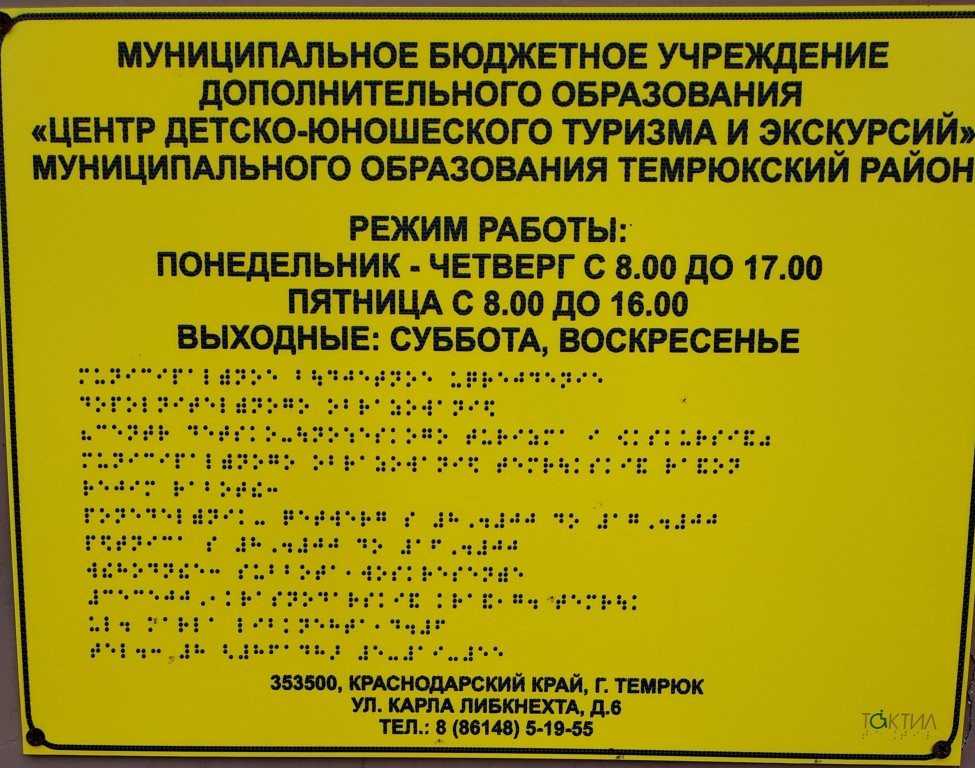 МУНИЦИПАЛЬНОЕ БЮДЖЕТНОЕ УЧРЕЖДЕНИЕ
ДОПОЛНИТЕЛЬНОГО ОБРАЗОВАНИЯ
«ЦЕНТР ДЕТСКО-ЮНОШЕСКОГО ТУРИЗМА И ЭКСКУРСИЙ»
МУНИЦИПАЛЬНОГО ОБРАЗОВАНИЯ ТЕМРЮКСКИЙ РАЙОН
РЕЖИМ РАБОТЫ:
ПОНЕДЕЛЬНИК - ЧЕТВЕРГ С 8.00 ДО 17.00
ПЯТНИЦА С 8.00 ДО 16.00
ВЫХОДНЫЕ: СУББОТА, ВОСКРЕСЕНЬЕ
353500, КРАСНОДАРСКИЙ КРАЙ, Г. ТЕМРЮК
УЛ. КАРЛА ЛИБКНЕХТА, Д.6
ТЕЛ.: 8 (86148) 5-19-55
ТАКТИЛ